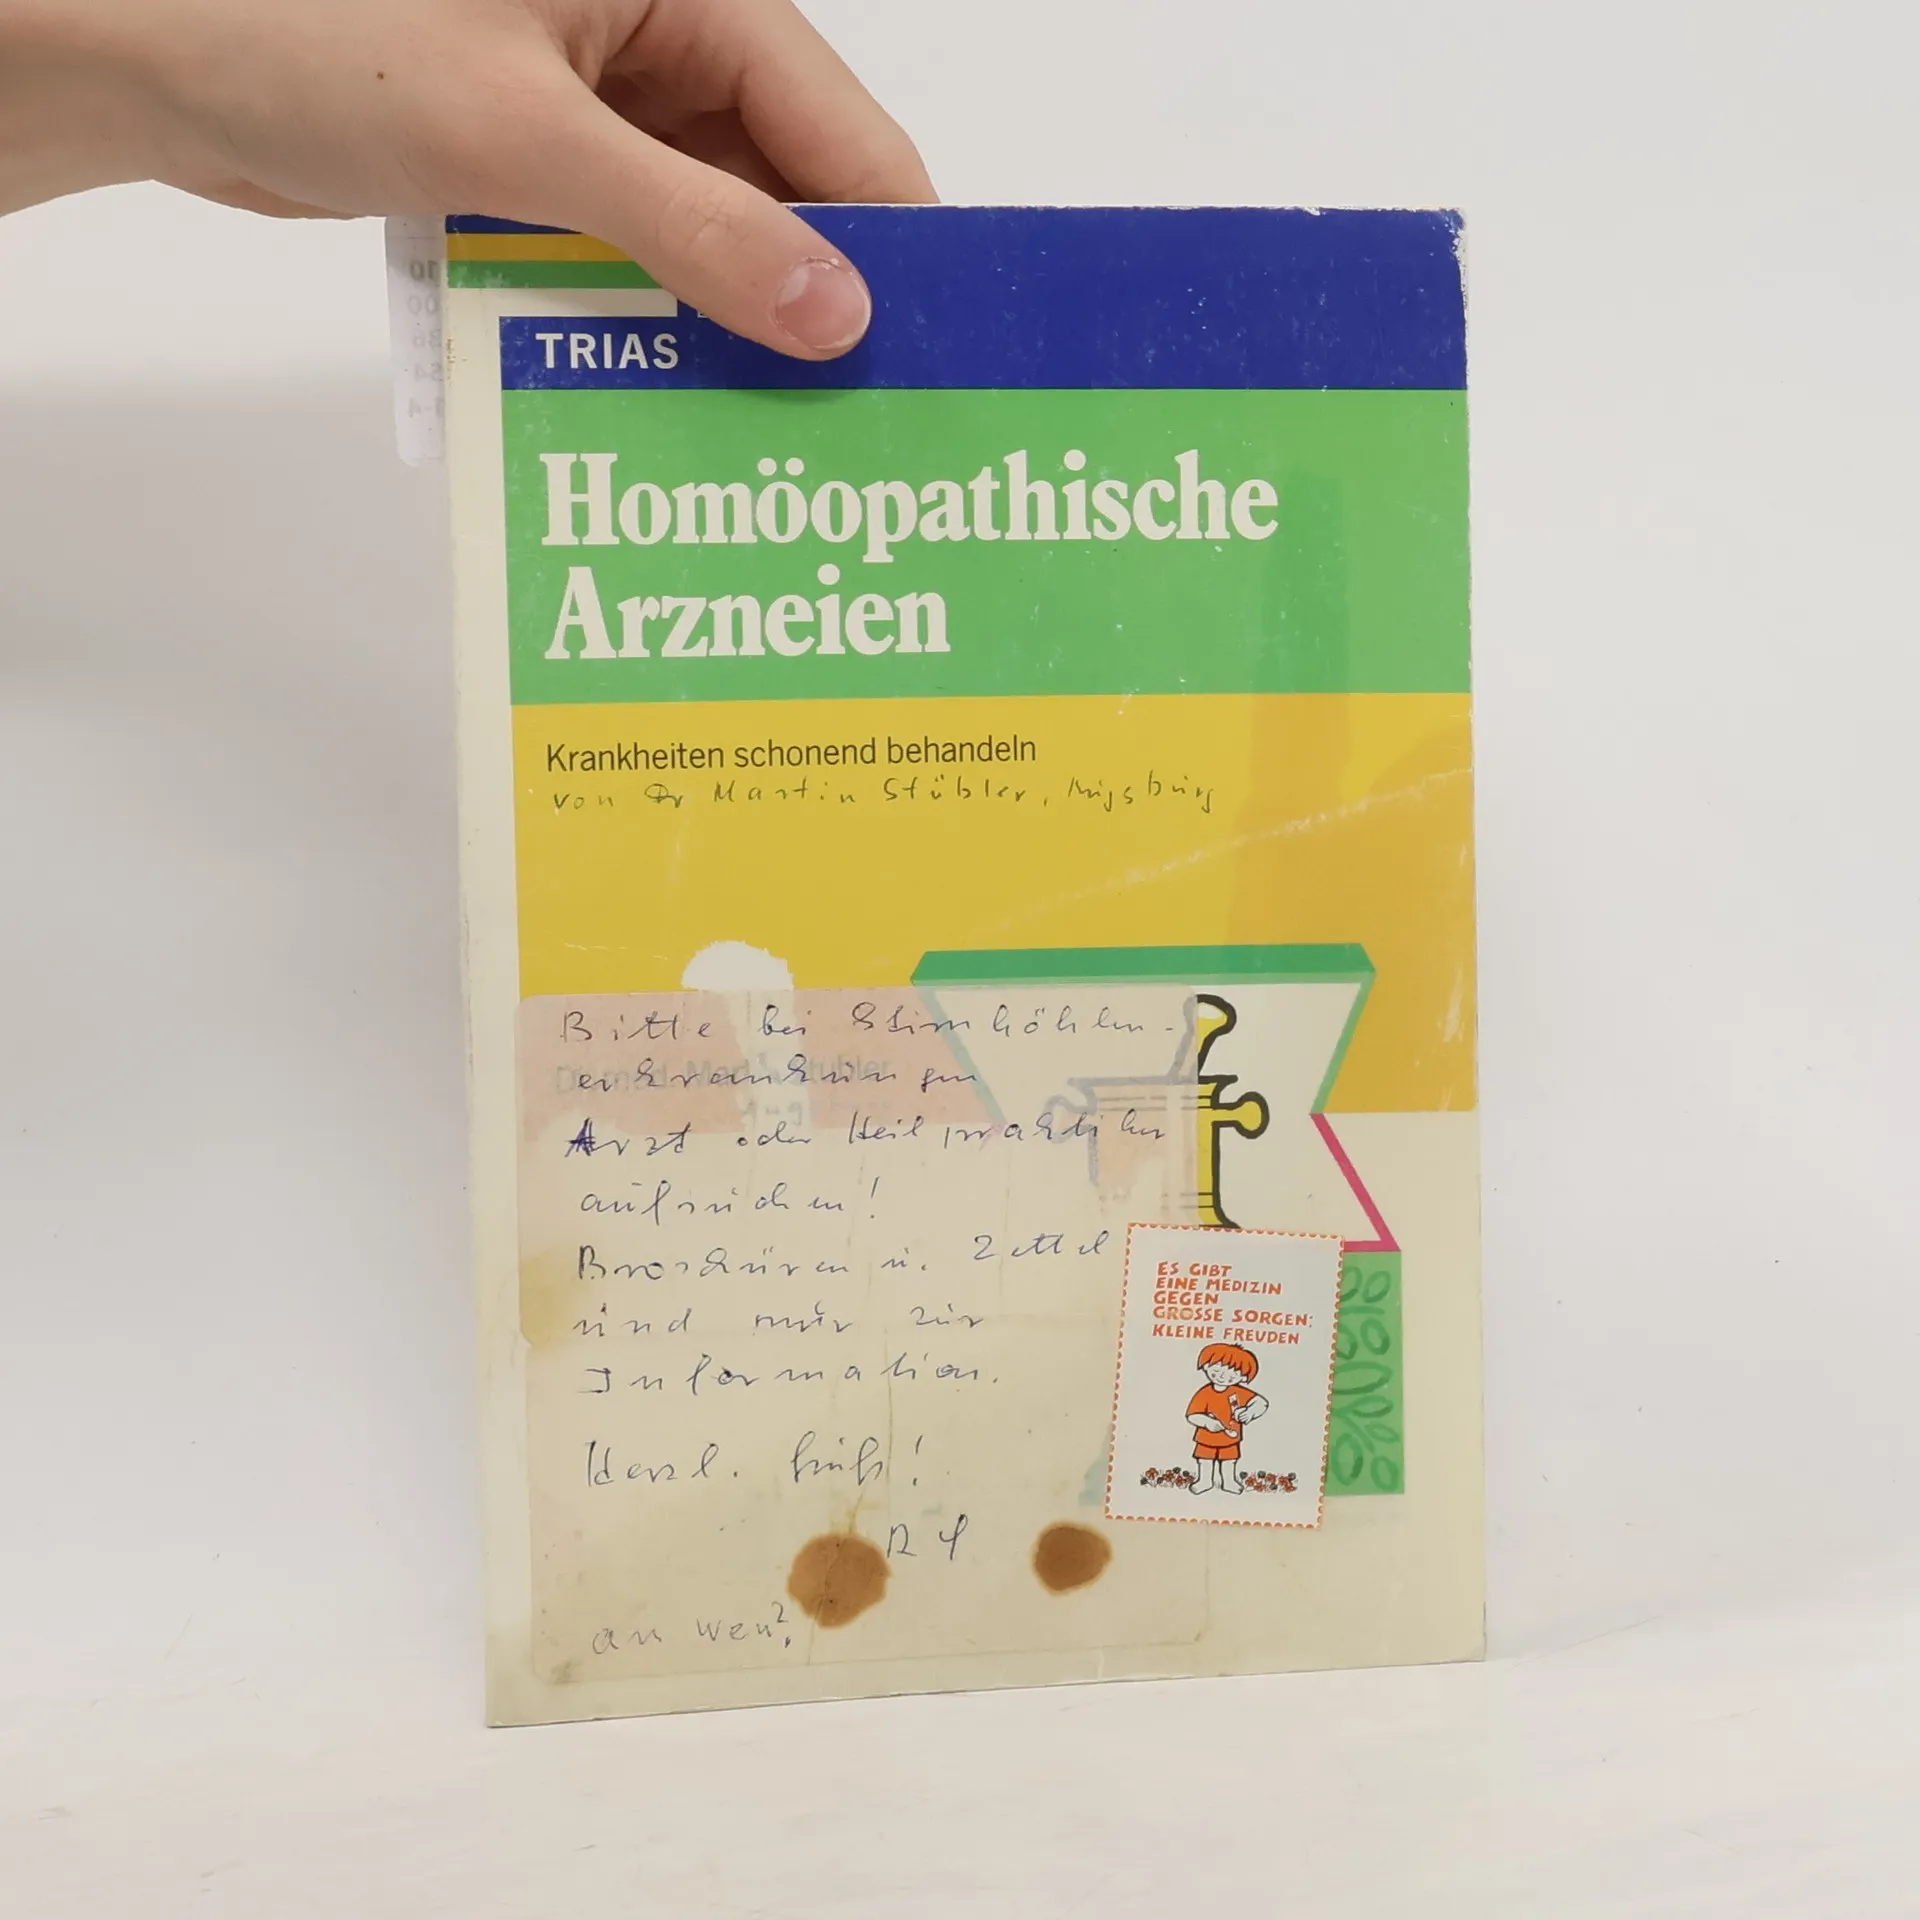 TRIAS
Homöopathische
Arzneien
Krankheiten schonend behandeln
von Dr Martin Stübler, Augsburg
Bitte bei Stirnhöhlen-
erkrankungen
Arzt oder Heilpraktiker
aufsuchen!
Broschüren u. Zettel
sind nur zur
Information.
Herzl.
an wen?
ES GIBT
EINE MEDIZIN
GEGEN
GROSSE SORGEN:
KLEINE FREUDEN